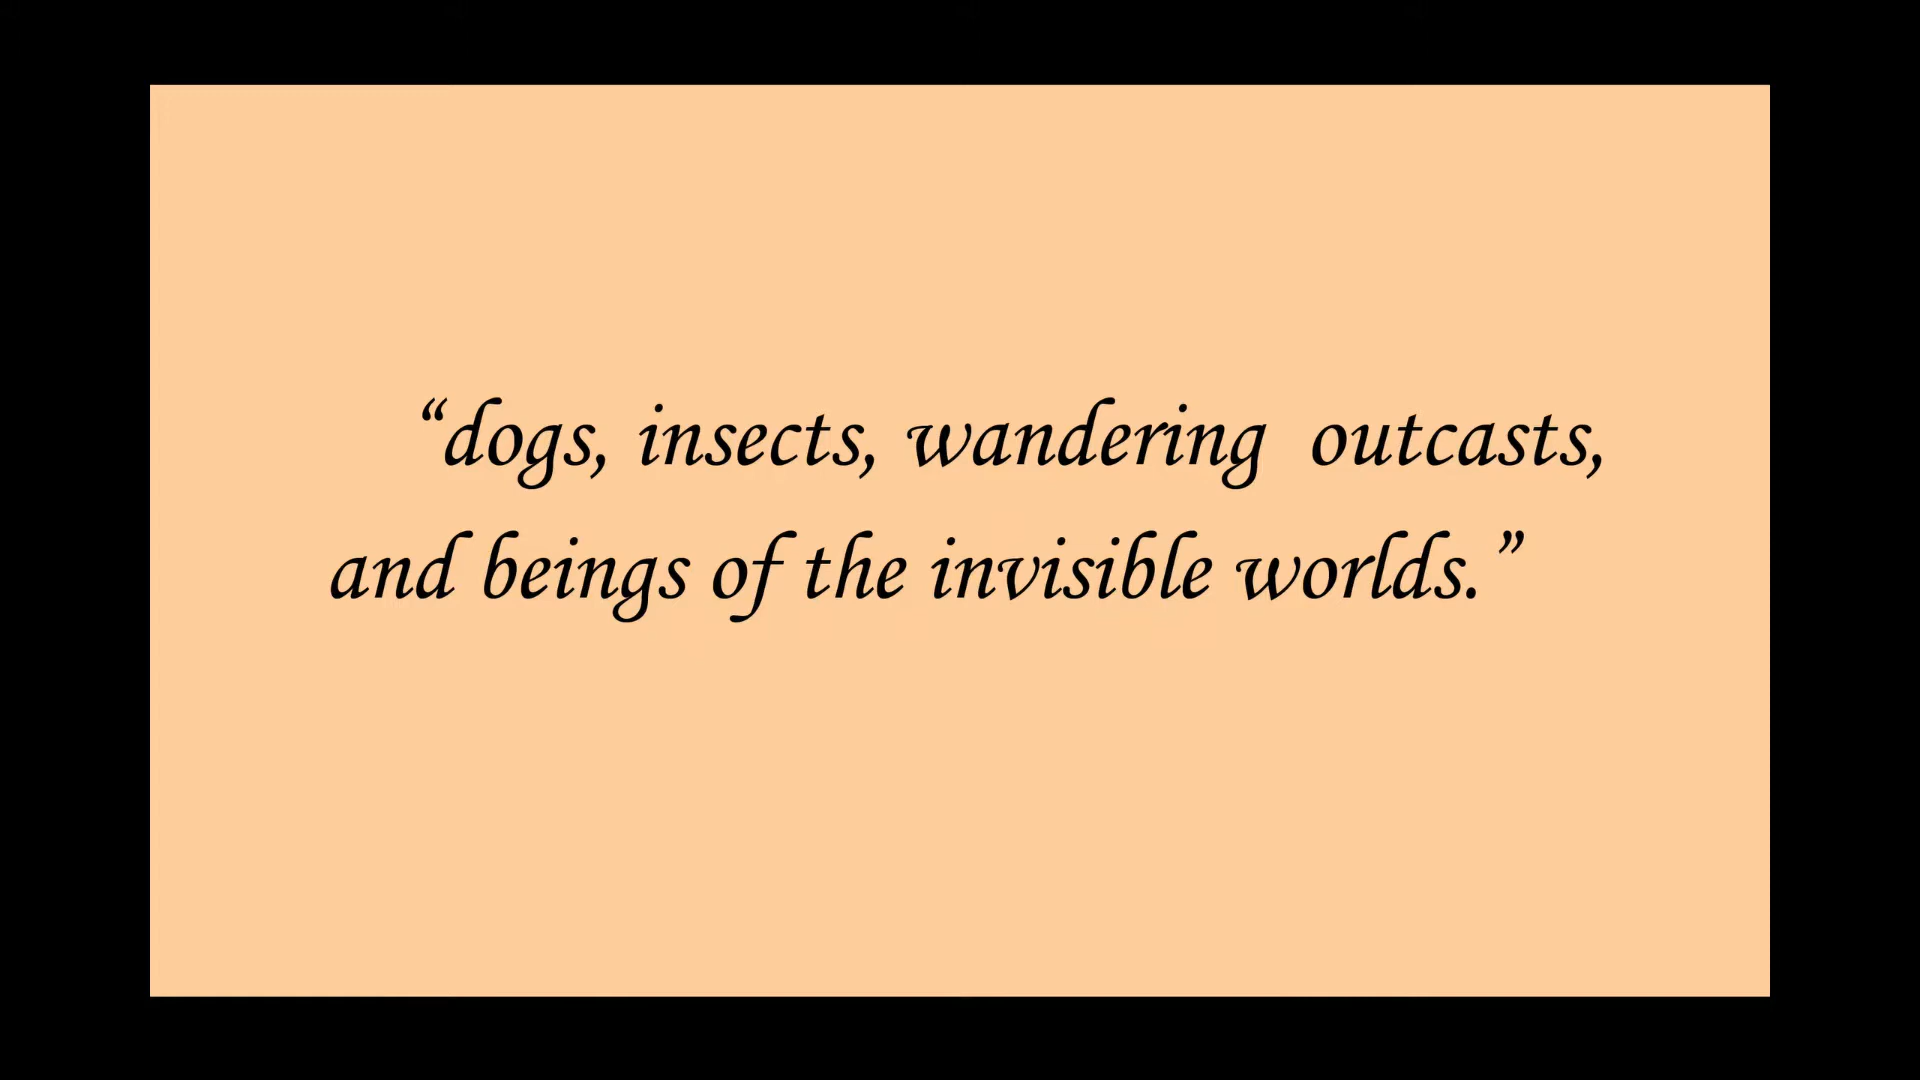 “dogs, insects, wandering  outcasts,
and beings of the invisible worlds.”